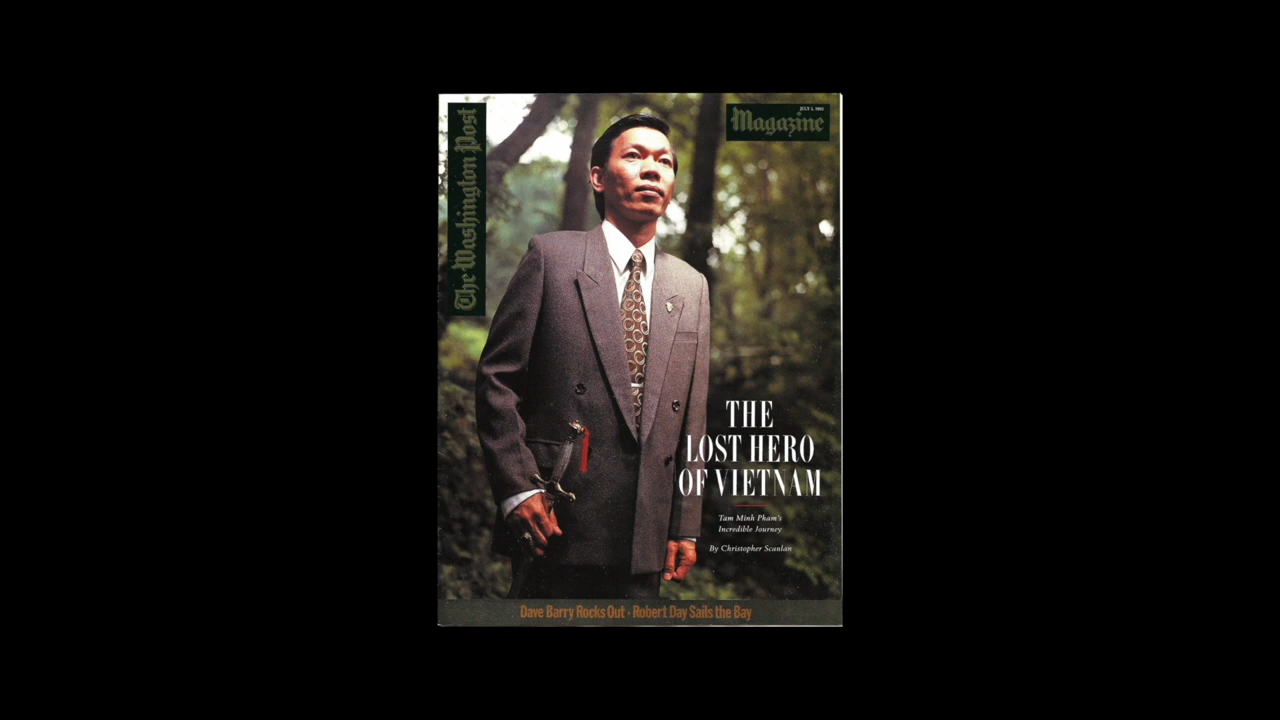 The Washington Post
Magazine
THE
LOST HERO
OF VIETNAM
Tam Minh Pham's
Incredible Journey
By Christopher Scanlan
Dave Barry Rocks Out • Robert Day Sails the Bay